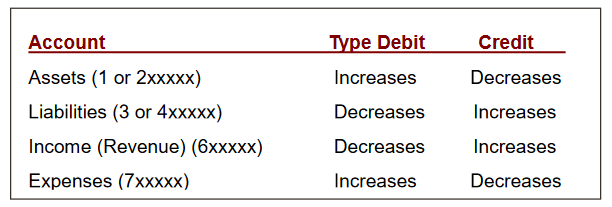 Account Type Debit Credit
Assets (1 or 2xxxxx) Increases Decreases
Liabilities (3 or 4xxxxx) Decreases Increases
Income (Revenue) (6xxxxx) Decreases Increases
Expenses (7xxxxx) Increases Decreases